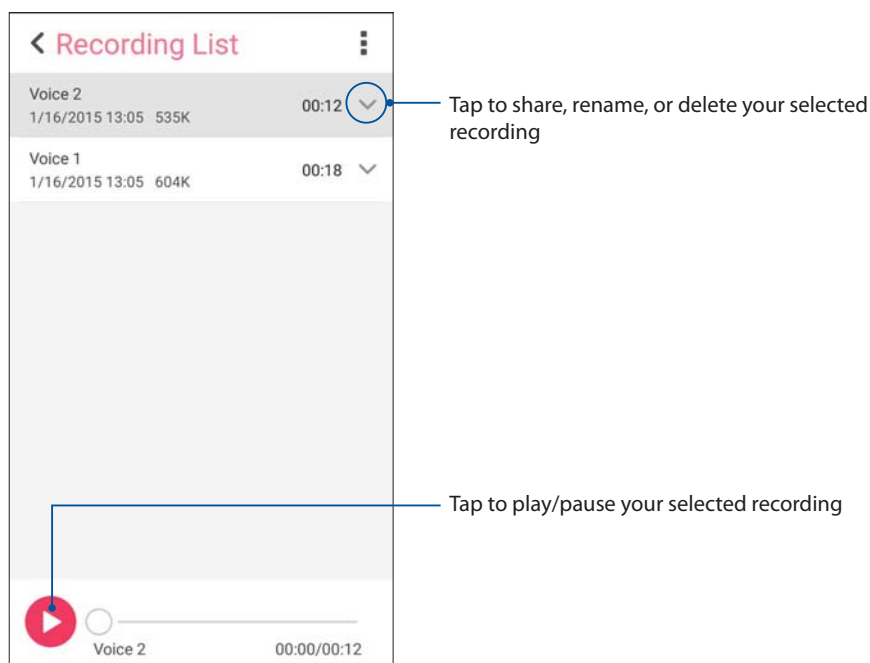 Recording List
Voice 2
1/16/2015 13:05 535K
00:12
Tap to share, rename, or delete your selected
recording
Voice 1
1/16/2015 13:05 604K
00:18
Tap to play/pause your selected recording
Voice 2
00:00/00:12